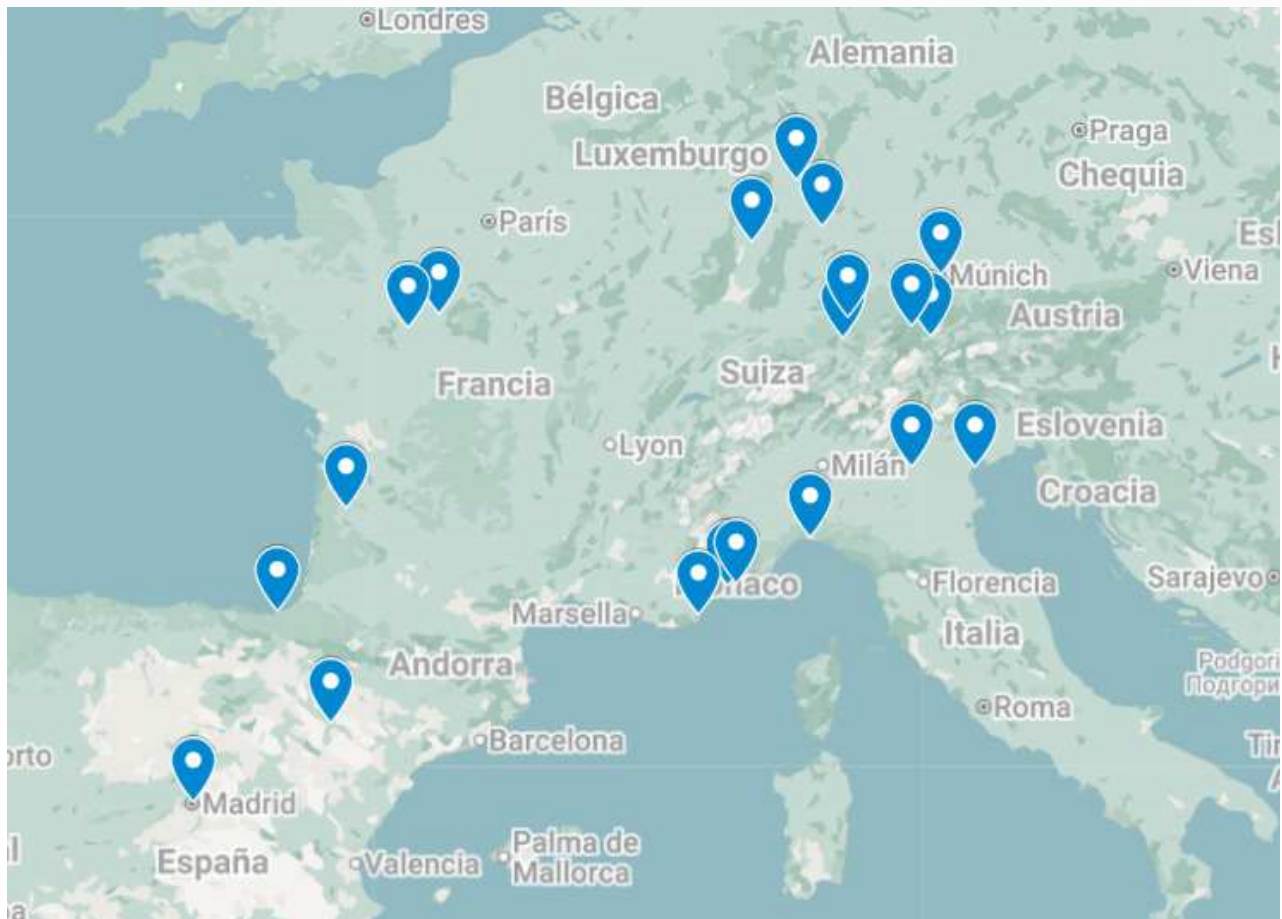 Londres
Alemania
Bélgica
Praga
Luxemburgo
Chequia
París
Viena
Múnich
Austria
Suiza
Francia
Eslovenia
Lyon
Milán
Croacia
Sarajevo
Florencia
Marsella
Italia
Andorra
Podgori
Подгори
Roma
Barcelona
orto
Madrid
Palma de
Mallorca
España
Valencia